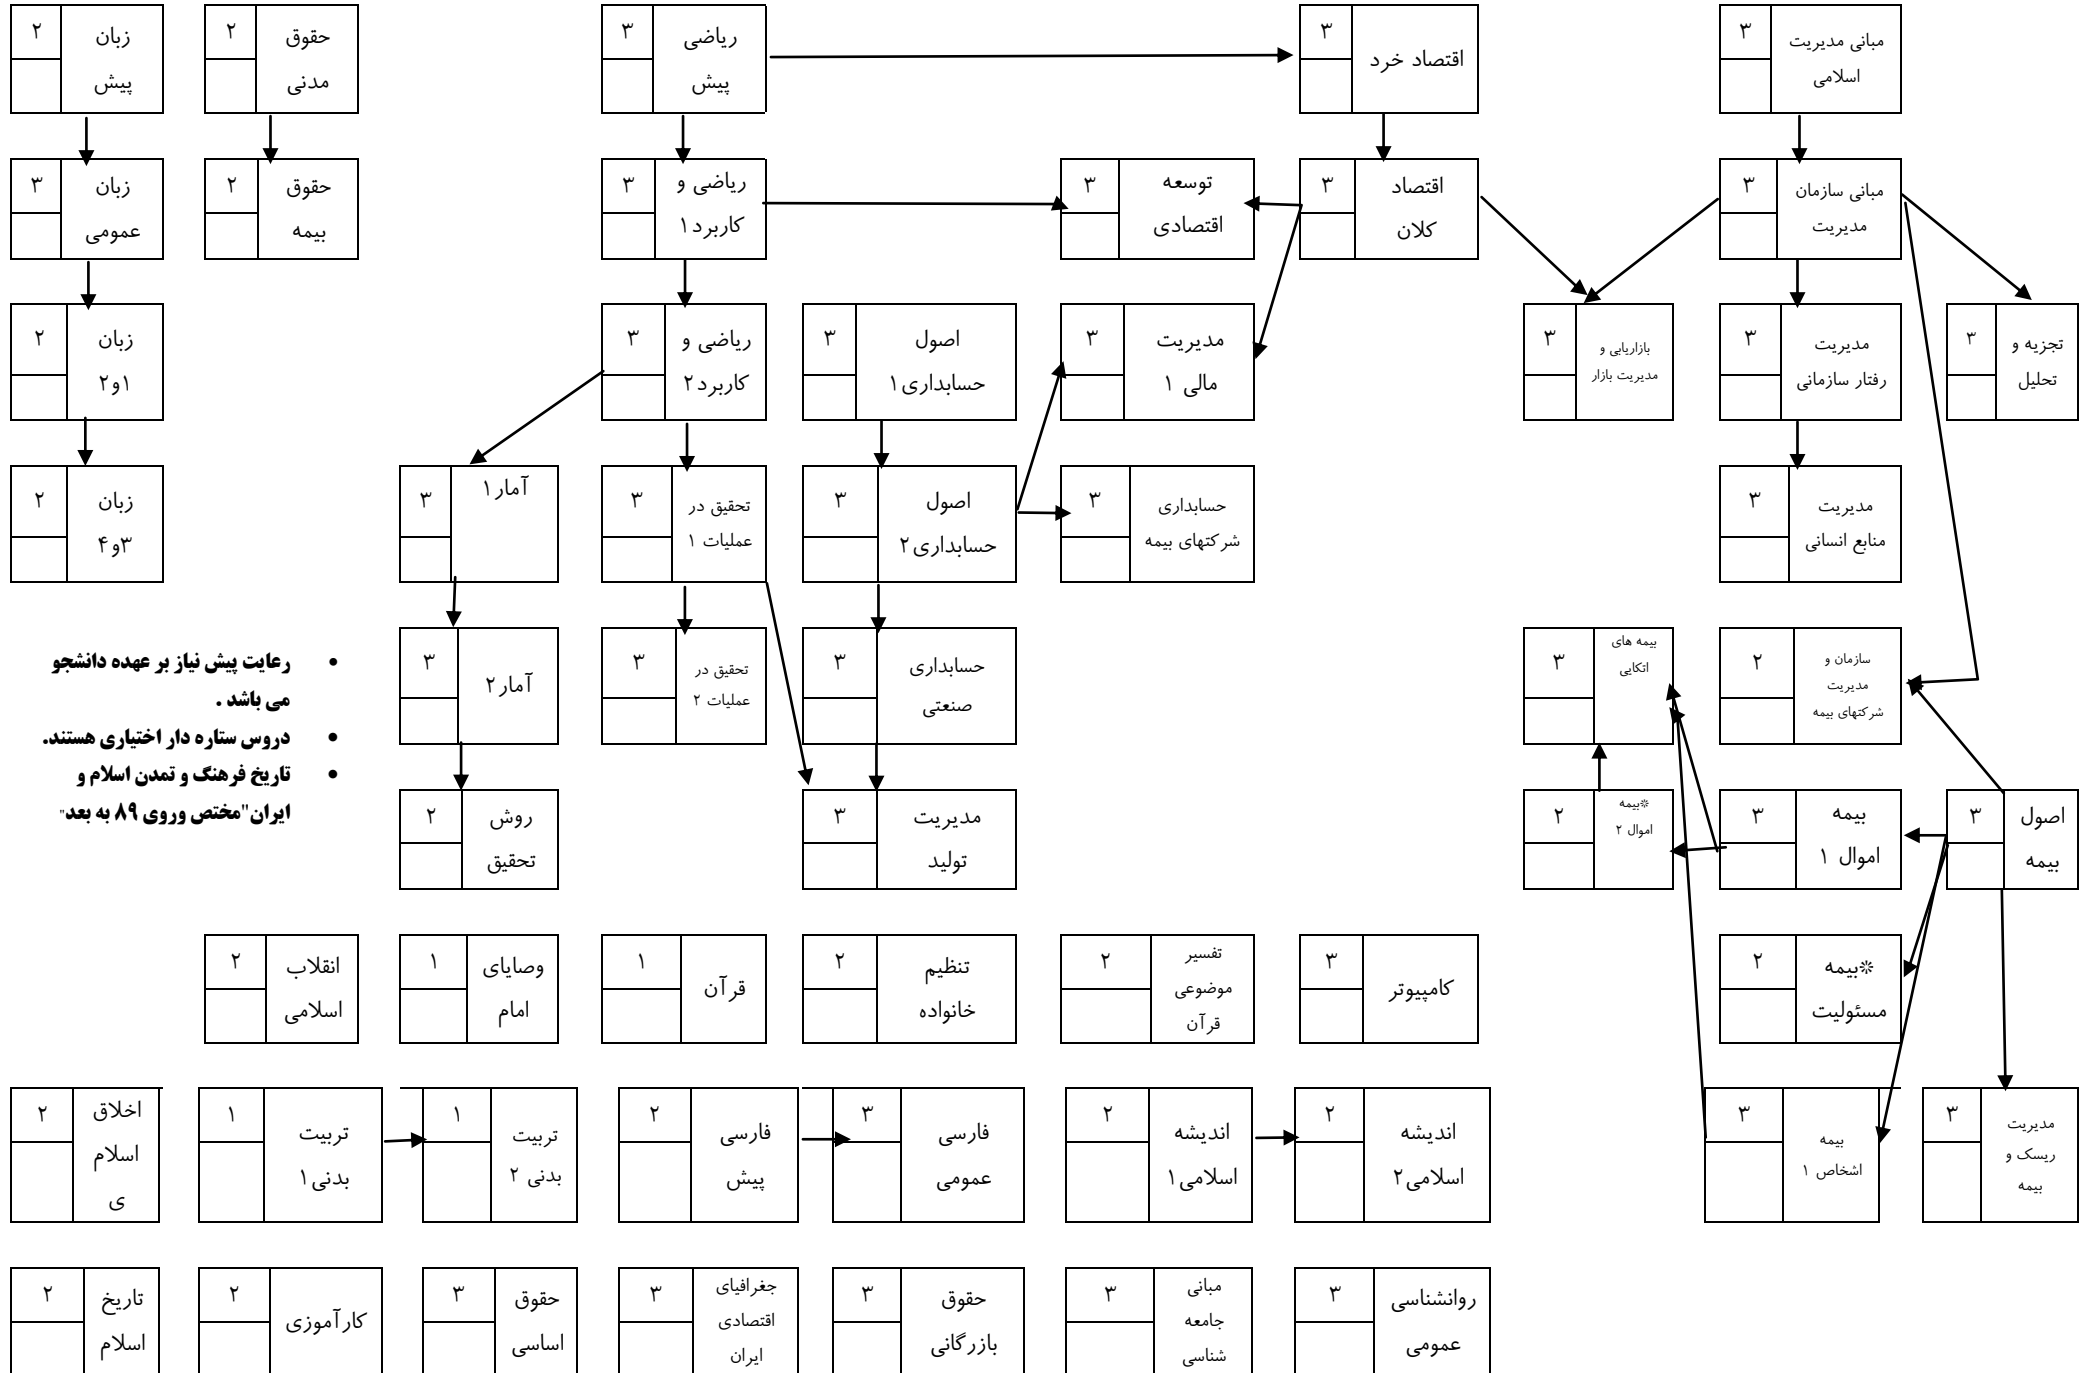 مبانی مدیریت
اسلامی
۳
اقتصاد خرد
۳
ریاضی
پیش
۳
حقوق
مدنی
۲
زبان
پیش
۲
مبانی سازمان
مدیریت
۳
اقتصاد
کلان
۳
توسعه
اقتصادی
۳
ریاضی و
کاربرد۱
۳
حقوق
بیمه
۲
زبان
عمومی
۳
تجزیه و
تحلیل
۳
مدیریت
رفتار سازمانی
۳
بازاریابی و
مدیریت بازار
۳
مدیریت
مالی ۱
۳
اصول
حسابداری۱
۳
ریاضی و
کاربرد۲
۳
زبان
۱و۲
۲
مدیریت
منابع انسانی
۳
حسابداری
شرکتهای بیمه
۳
اصول
حسابداری۲
۳
تحقیق در
عملیات ۱
۳
آمار۱
۳
زبان
۳و۴
۲
سازمان و
مدیریت
شرکتهای بیمه
۲
بیمه های
اتکایی
۳
حسابداری
صنعتی
۳
تحقیق در
عملیات ۲
۳
آمار۲
۳
• رعایت پیش نیاز بر عهده دانشجو
می باشد .
• دروس ستاره دار اختیاری هستند.
• تاریخ فرهنگ و تمدن اسلام و
ایران"مختص وروی ۸۹ به بعد"
اصول
بیمه
۳
بیمه
اموال ۱
۳
*بیمه
اموال ۲
۲
مدیریت
تولید
۳
روش
تحقیق
۲
*بیمه
مسئولیت
۲
کامپیوتر
۳
تفسیر
موضوعی
قرآن
۲
تنظیم
خانواده
۲
قرآن
۱
وصایای
امام
۱
انقلاب
اسلامی
۲
مدیریت
ریسک و
بیمه
۳
بیمه
اشخاص ۱
۳
اندیشه
اسلامی۲
۲
اندیشه
اسلامی۱
۲
فارسی
عمومی
۳
فارسی
پیش
۲
تربیت
بدنی ۲
۱
تربیت
بدنی۱
۱
اخلاق
اسلام
ی
۲
روانشناسی
عمومی
۳
مبانی
جامعه
شناسی
۳
حقوق
بازرگانی
۳
جغرافیای
اقتصادی
ایران
۳
حقوق
اساسی
۳
کارآموزی
۲
تاریخ
اسلام
۲